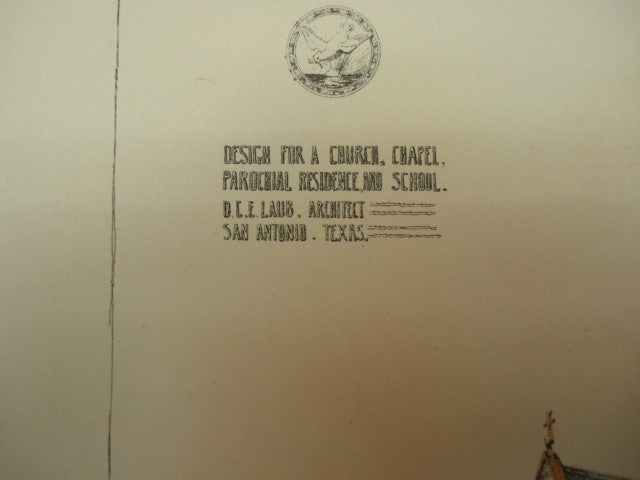 DESIGN FOR A CHURCH, CHAPEL.
PAROCHIAL RESIDENCE, AND SCHOOL.
D.C.E. LAUB. ARCHITECT
SAN ANTONIO. TEXAS.